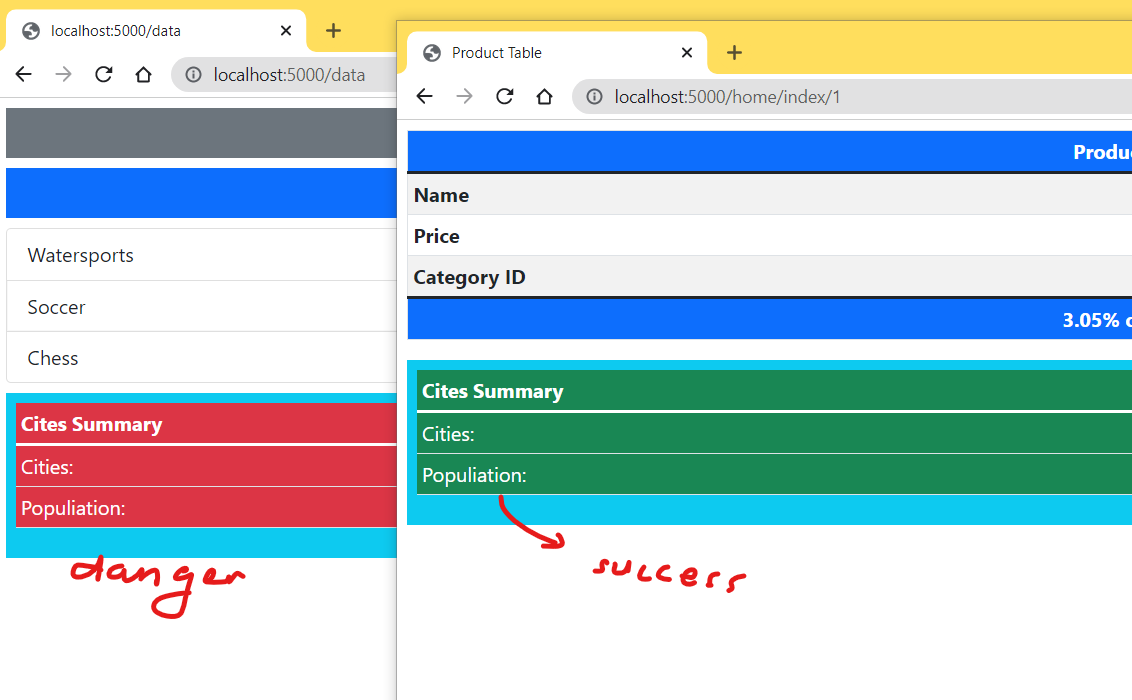 localhost:5000/data
localhost:5000/data
Watersports
Soccer
Chess
Cites Summary
Cities:
Populiation:
danger
Product Table
localhost:5000/home/index/1
Produc
Name
Price
Category ID
3.05% o
Cites Summary
Cities:
Populiation:
success